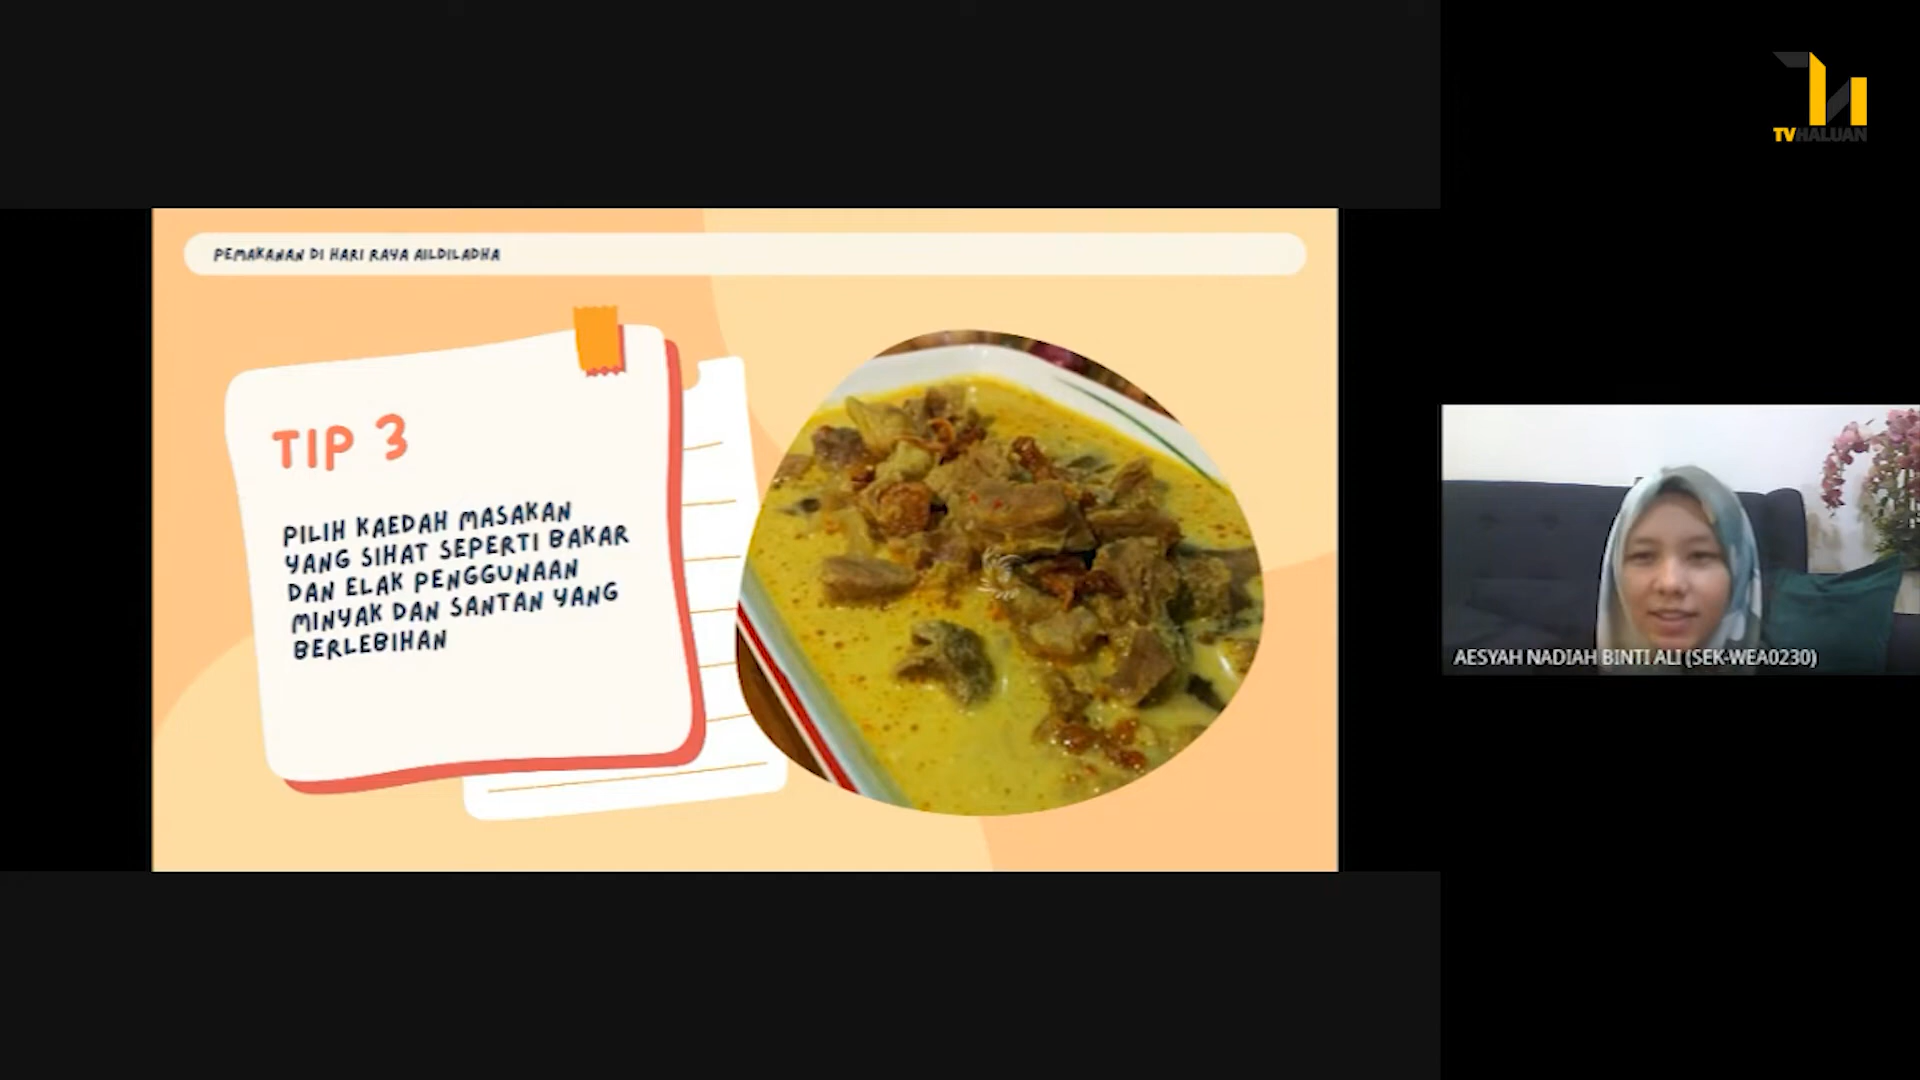 TVHALUAN
PEMAKANAN DI HARI RAYA AILDILADHA
TIP 3
PILIH KAEDAH MASAKAN
YANG SIHAT SEPERTI BAKAR
DAN ELAK PENGGUNAAN
MINYAK DAN SANTAN YANG
BERLEBIHAN
AESYAH NADIAH BINTI ALI (SEK-WEA0230)